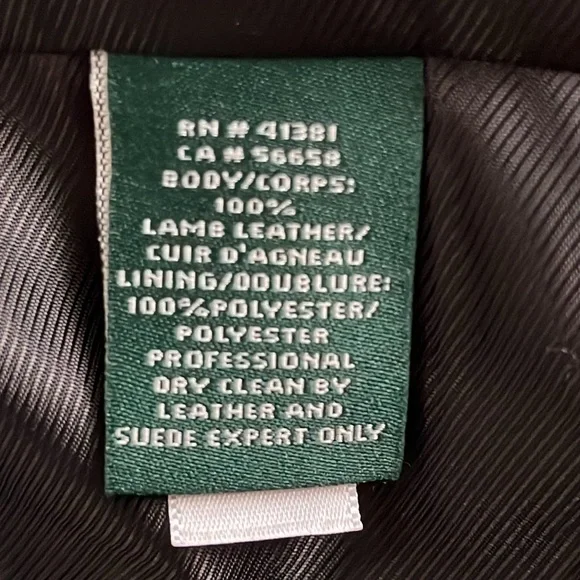 RN # 41381
CA # 56658
BODY/CORPS:
100%
LAMB LEATHER/
CUIR D'AGNEAU
LINING/DOUBLURE:
100%POLYESTER/
POLYESTER
PROFESSIONAL
DRY CLEAN BY
LEATHER AND
SUEDE EXPERT ONLY